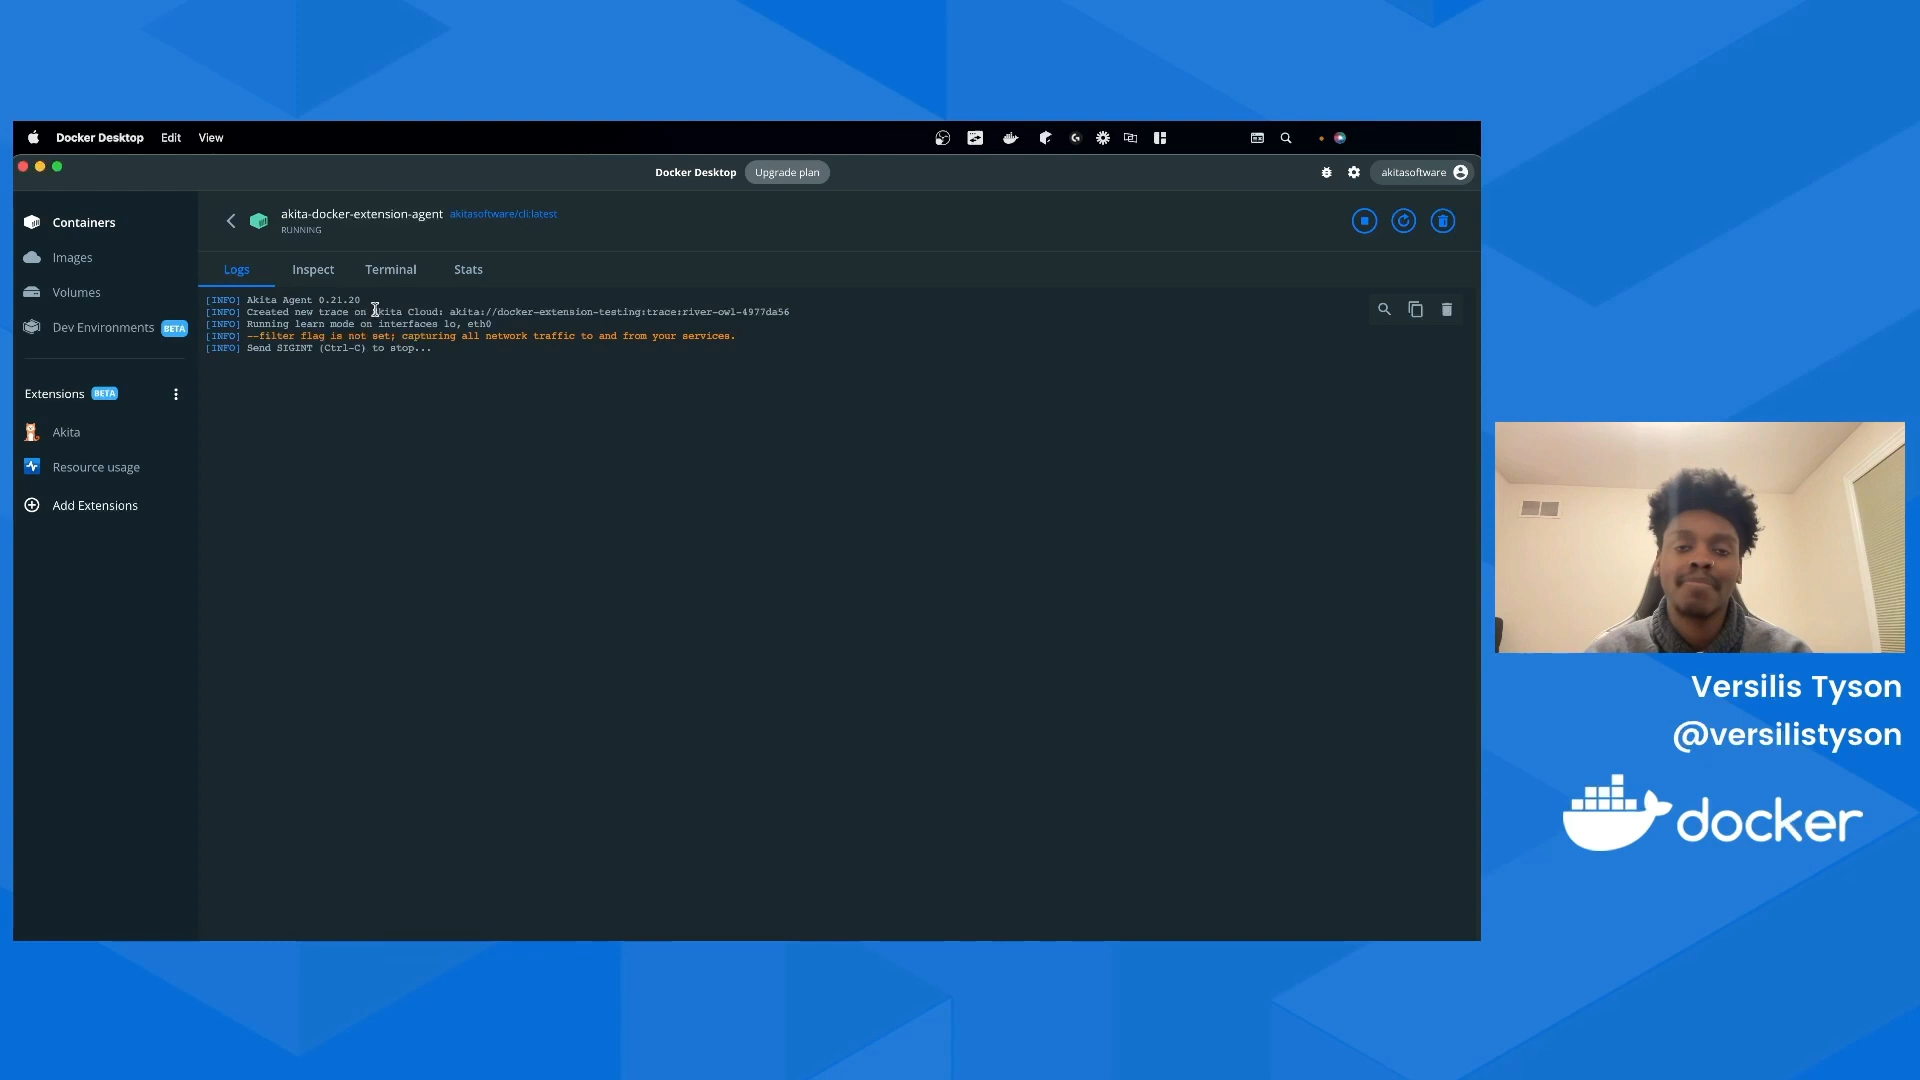 Docker Desktop Edit View
Docker Desktop Upgrade plan
akitasoftware
Containers
Images
Volumes
Dev Environments BETA
Extensions BETA
Akita
Resource usage
Add Extensions
akita-docker-extension-agent akitasoftware/cli:latest
RUNNING
Logs Inspect Terminal Stats
[INFO] Akita Agent 0.21.20
[INFO] Created new trace on Akita Cloud: akita://docker-extension-testing:trace:river-owl-4977da56
[INFO] Running learn mode on interfaces lo, eth0
[INFO] --filter flag is not set; capturing all network traffic to and from your services.
[INFO] Send SIGINT (Ctrl-C) to stop...
Versilis Tyson
@versilistyson
docker